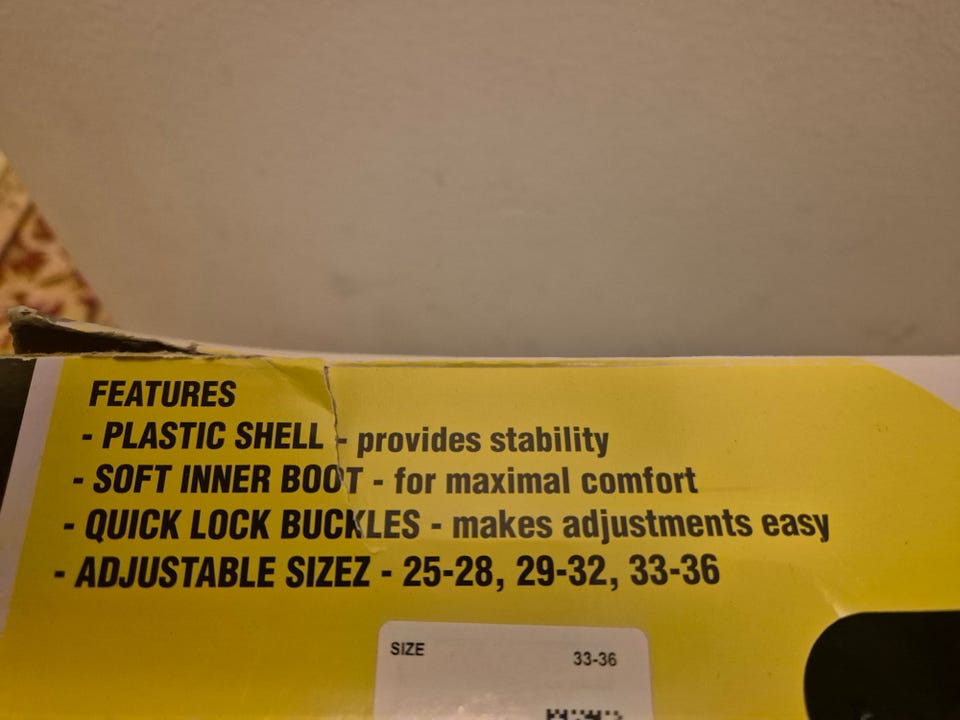 FEATURES
- PLASTIC SHELL - provides stability
- SOFT INNER BOOT - for maximal comfort
- QUICK LOCK BUCKLES - makes adjustments easy
- ADJUSTABLE SIZEZ - 25-28, 29-32, 33-36
SIZE 33-36